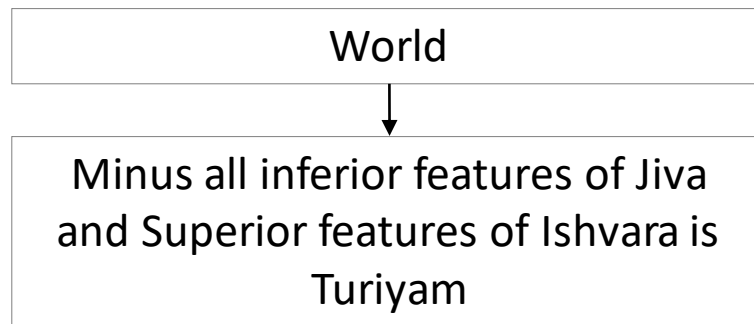 World
Minus all inferior features of Jiva
and Superior features of Ishvara is
Turiyam